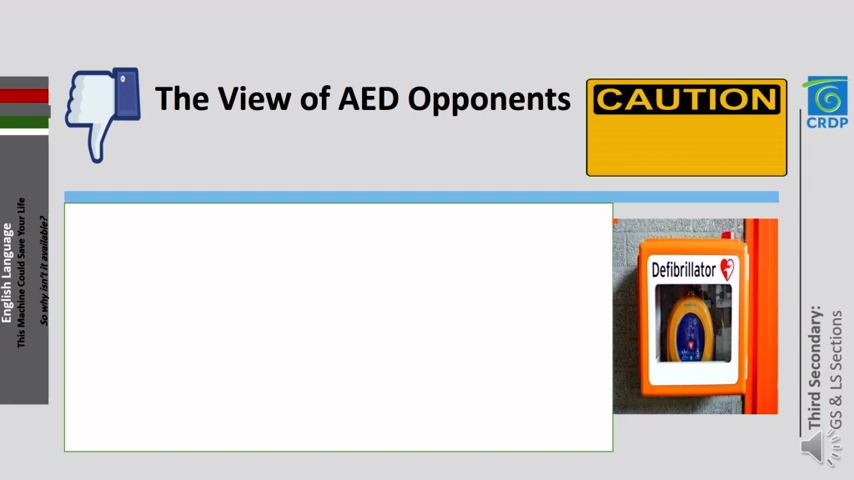 The View of AED Opponents
CAUTION
CRDP
English Language
This Machine Could Save Your Life
So why isn't it available?
Defibrillator
Third Secondary:
GS & LS Sections